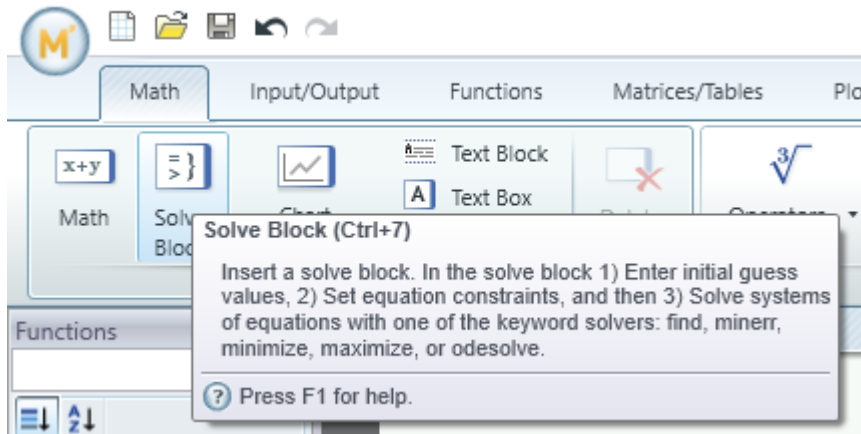 M
Math Input/Output Functions Matrices/Tables Plo
x+y = > } Text Block 3√
Math A Text Box
Solve Block (Ctrl+7)
Insert a solve block. In the solve block 1) Enter initial guess
values, 2) Set equation constraints, and then 3) Solve systems
of equations with one of the keyword solvers: find, minerr,
minimize, maximize, or odesolve.
Functions
? Press F1 for help.
A Z